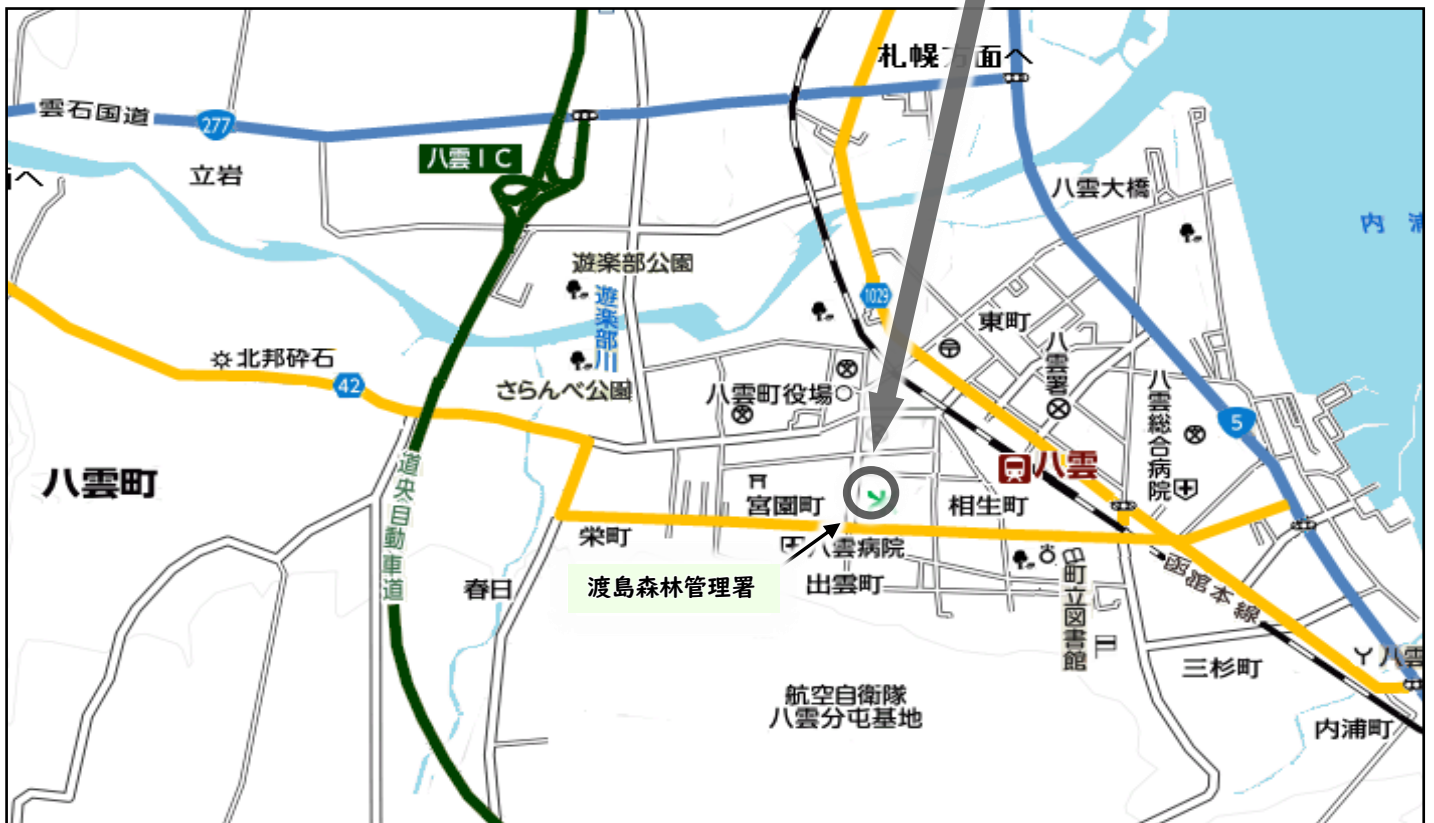 札幌方面へ
雲石国道
277
八雲IC
立岩
へ
八雲大橋
内
遊楽部公園
遊楽部川
1029
東町
北邦砕石
42
さらんべ公園
八雲町役場
八雲署
八雲総合病院
5
八雲町
道央自動車道
八雲
宮園町
相生町
栄町
八雲病院
渡島森林管理署
春日
出雲町
町立図書館
函館本線
三杉町
八雲
航空自衛隊
八雲分屯基地
内浦町